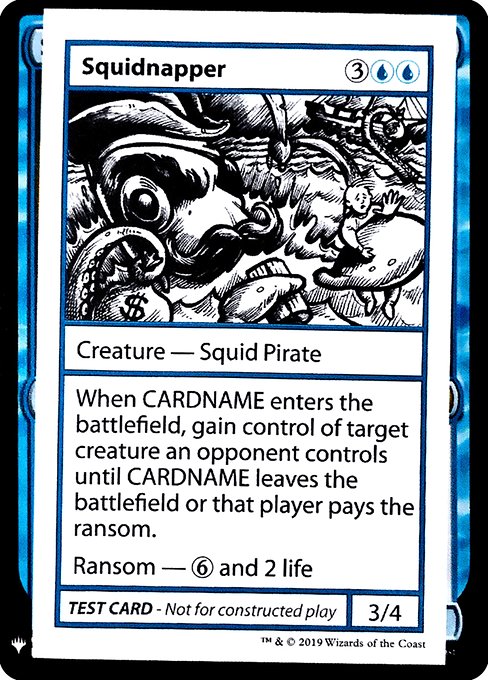 Squidnapper 3
$
Creature — Squid Pirate
When CARDNAME enters the
battlefield, gain control of target
creature an opponent controls
until CARDNAME leaves the
battlefield or that player pays the
ransom.
Ransom — 6 and 2 life
TEST CARD - Not for constructed play 3/4
™ & © 2019 Wizards of the Coast